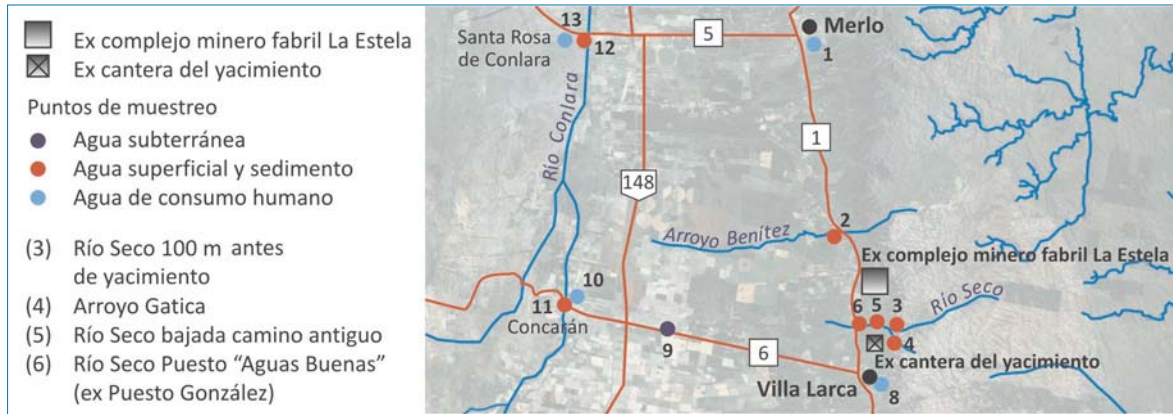 Ex complejo minero fabril La Estela
Ex cantera del yacimiento
Puntos de muestreo
Agua subterránea
Agua superficial y sedimento
Agua de consumo humano
(3) Río Seco 100 m antes
de yacimiento
(4) Arroyo Gatica
(5) Río Seco bajada camino antiguo
(6) Río Seco Puesto “Aguas Buenas”
(ex Puesto González)
13
Santa Rosa
de Conlara
12
5
Merlo
1
Río Conlara
1
148
2
Arroyo Benítez
Ex complejo minero fabril La Estela
Río Seco
6 5 3
4
10
11
Concarán
9
6
Ex cantera del yacimiento
Villa Larca
8